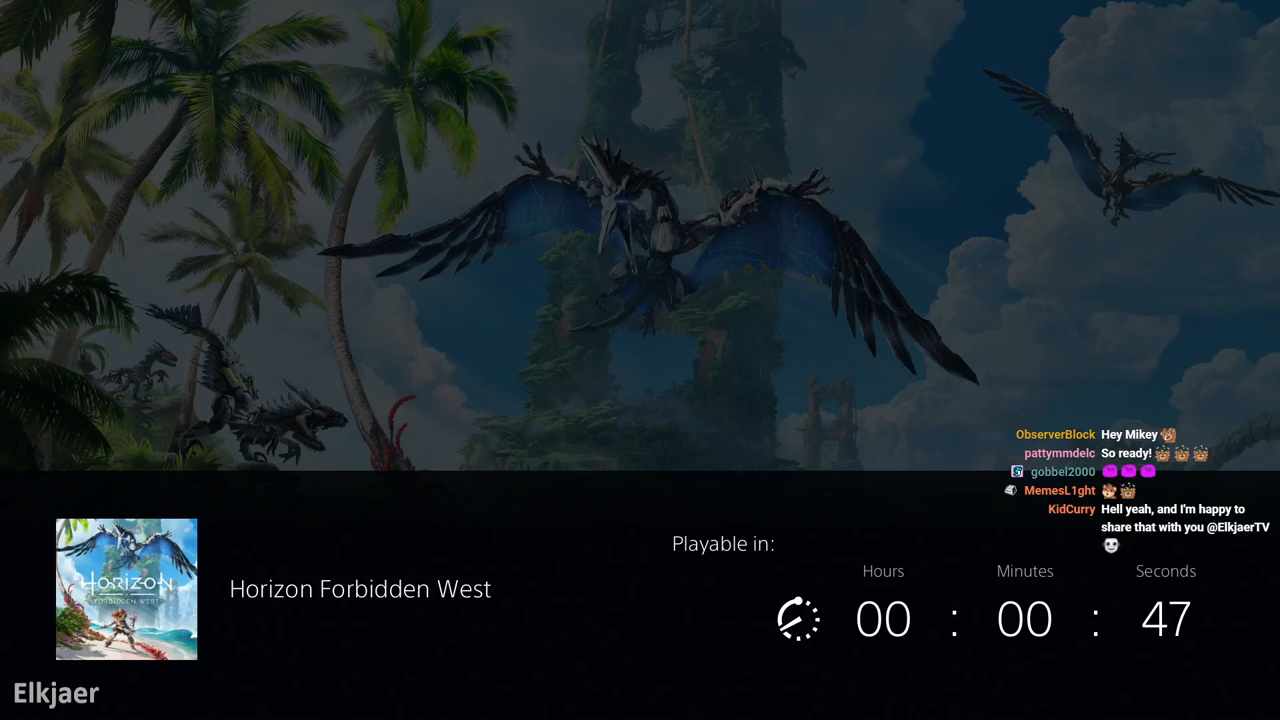 ObserverBlock Hey Mikey
pattymmdelc So ready!
gobbel2000
MemesL1ght
KidCurry Hell yeah, and I'm happy to
share that with you @ElkjaerTV
Playable in:
Hours Minutes Seconds
00 : 00 : 47
HORIZON
FORBIDDEN WEST
Horizon Forbidden West
Elkjaer